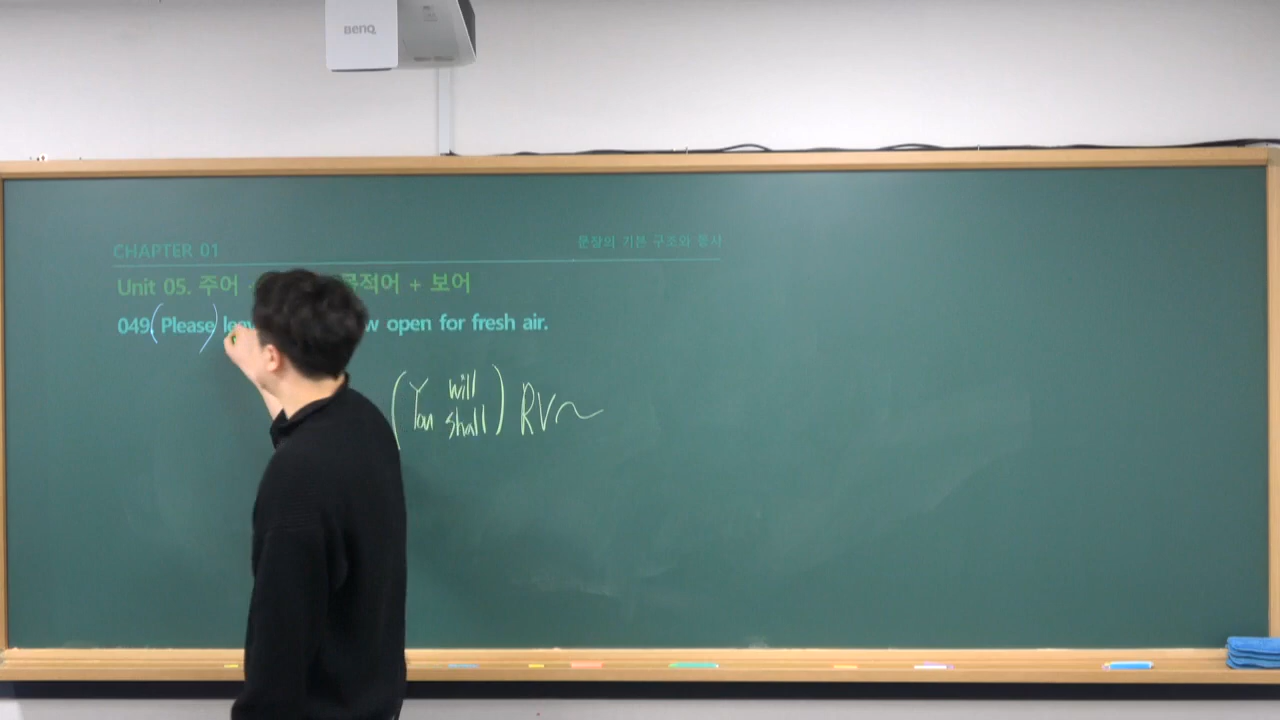 BenQ
CHAPTER 01
문장의 기본 구조와 동사
Unit 05. 주어 목적어 + 보어
049. (Please) open for fresh air.
(You will
You shall) RV~